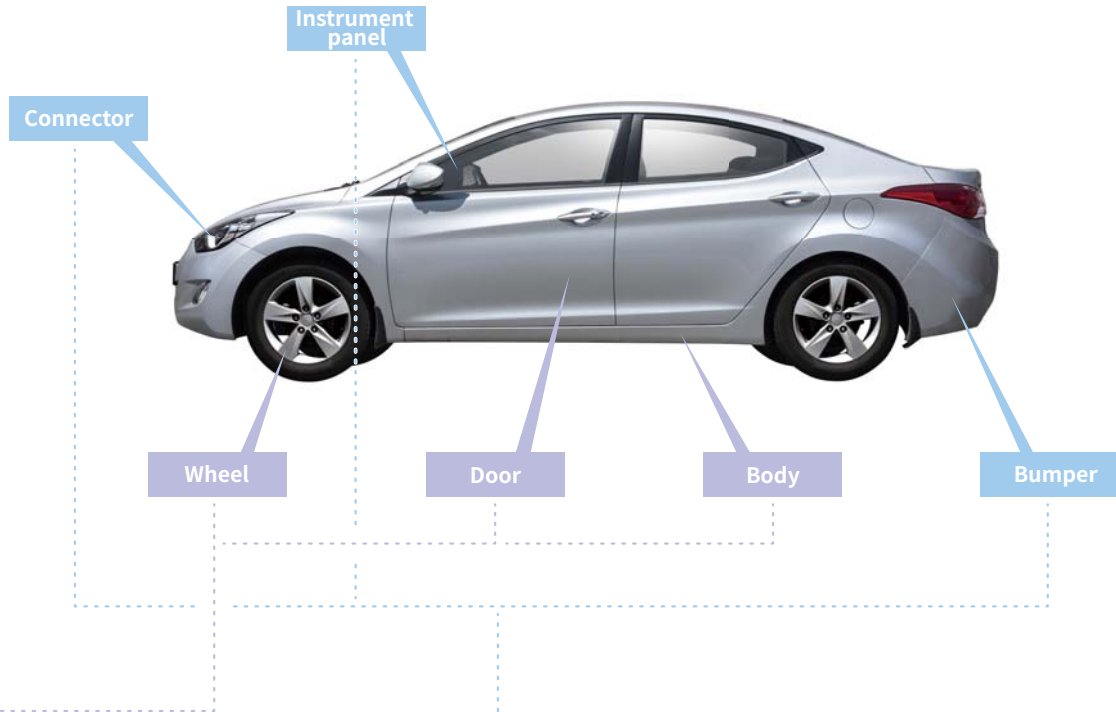 Instrument
panel
Connector
Wheel
Door
Body
Bumper